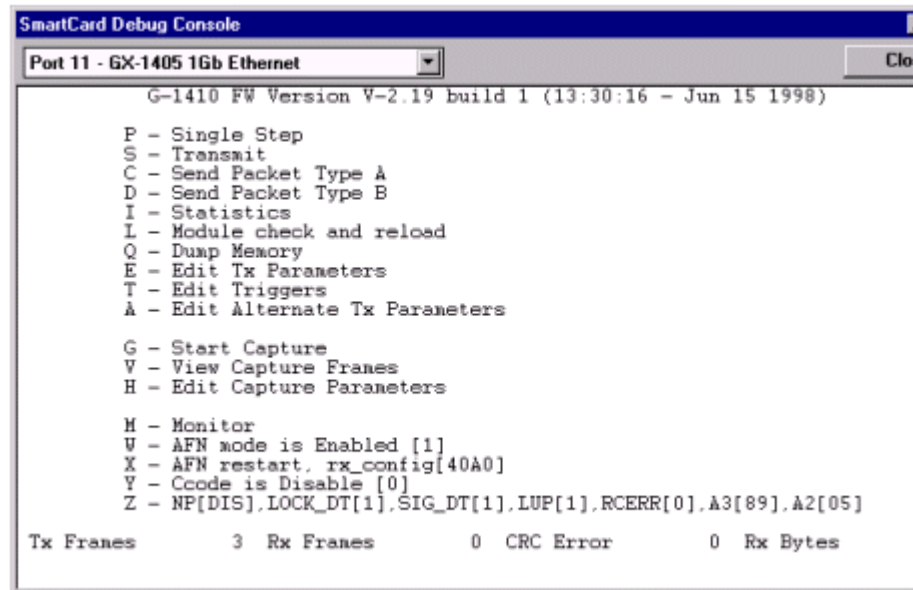 SmartCard Debug Console
Port 11 - GX-1405 1Gb Ethernet
Clo
G-1410 FW Version V-2.19 build 1 (13:30:16 - Jun 15 1998)
P - Single Step
S - Transmit
C - Send Packet Type A
D - Send Packet Type B
I - Statistics
L - Module check and reload
Q - Dump Memory
E - Edit Tx Parameters
T - Edit Triggers
A - Edit Alternate Tx Parameters
G - Start Capture
V - View Capture Frames
H - Edit Capture Parameters
M - Monitor
W - AFN mode is Enabled [1]
X - AFN restart, rx_config[40A0]
Y - Ccode is Disable [0]
Z - NP[DIS],LOCK_DT[1],SIG_DT[1],LUP[1],RCERR[0],A3[89],A2[05]
Tx Frames 3 Rx Frames 0 CRC Error 0 Rx Bytes